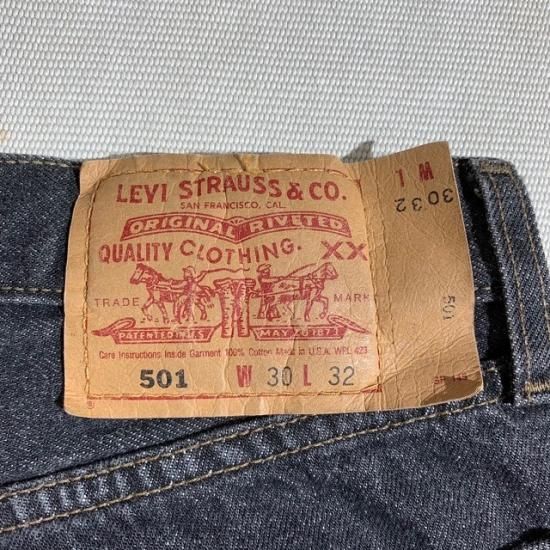 LEVI STRAUSS & CO.
SAN FRANCISCO, CAL.
ORIGINAL RIVETED
QUALITY CLOTHING. XX
TRADE MARK
PATENTED IN U.S. MAY 20 1873
Care Instructions Inside Garment 100% Cotton Made in U.S.A. WPL 423
501 W 30 L 32
3032
501